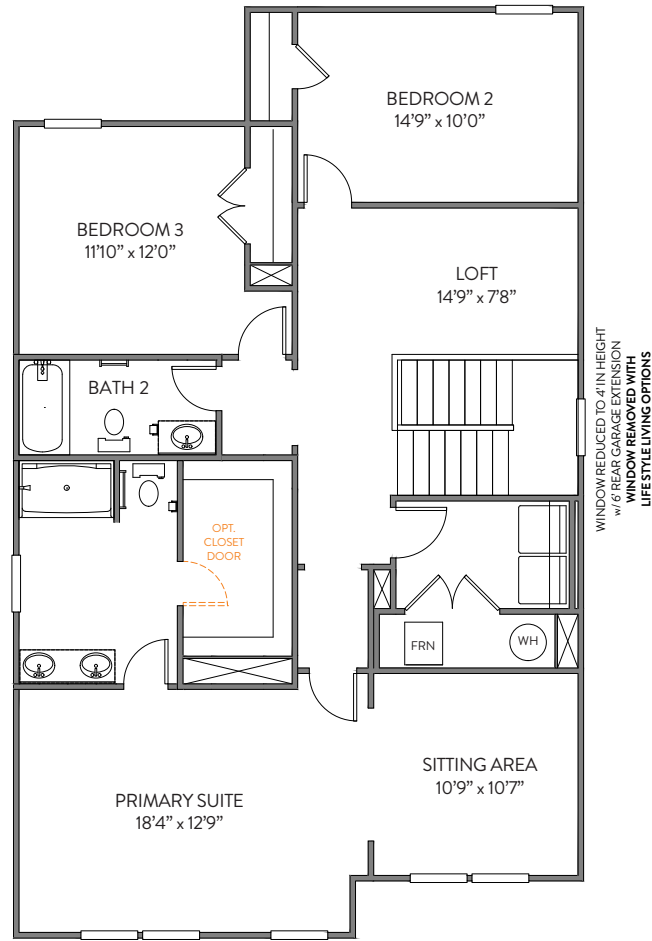 BEDROOM 2
14’9” x 10’0”
BEDROOM 3
11’10” x 12’0”
LOFT
14’9” x 7’8”
BATH 2
WINDOW REDUCED TO 4' IN HEIGHT
w/ 6' REAR GARAGE EXTENSION
WINDOW REMOVED WITH
LIFESTYLE LIVING OPTIONS
OPT.
CLOSET
DOOR
FRN
WH
SITTING AREA
10’9” x 10’7”
PRIMARY SUITE
18’4” x 12’9”